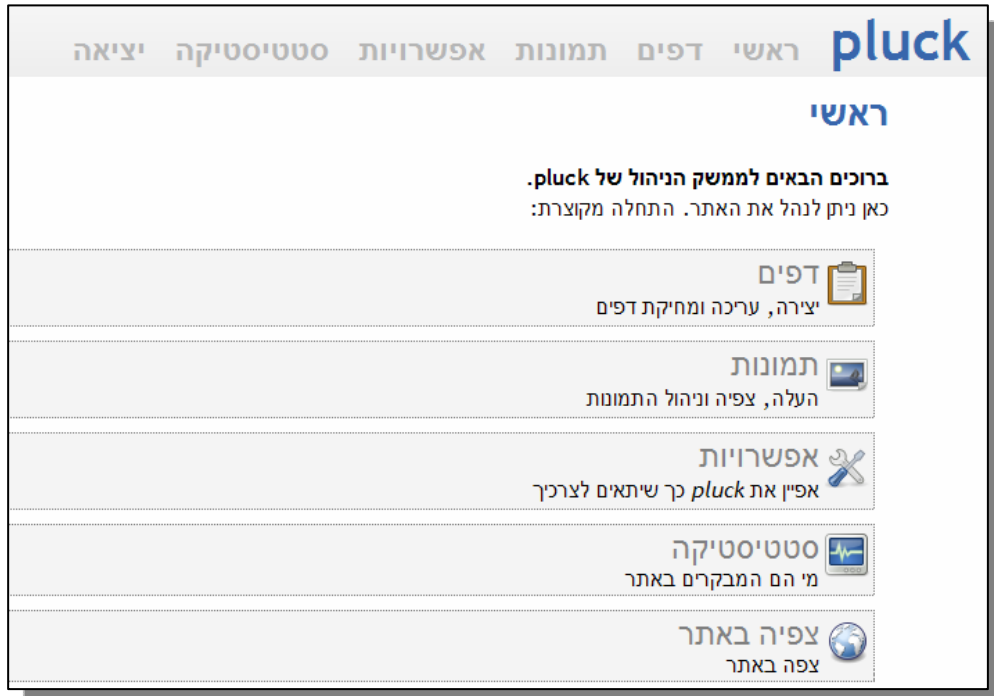 pluck ראשי דפים תמונות אפשרויות סטטיסטיקה יציאה
ראשי
ברוכים הבאים לממשק הניהול של pluck.
כאן ניתן לנהל את האתר. התחלה מקוצרת:
דפים
יצירה, עריכה ומחיקת דפים
תמונות
העלה, צפיה וניהול התמונות
אפשרויות
אפיין את pluck כך שיתאים לצרכיך
סטטיסטיקה
מי הם המבקרים באתר
צפיה באתר
צפה באתר